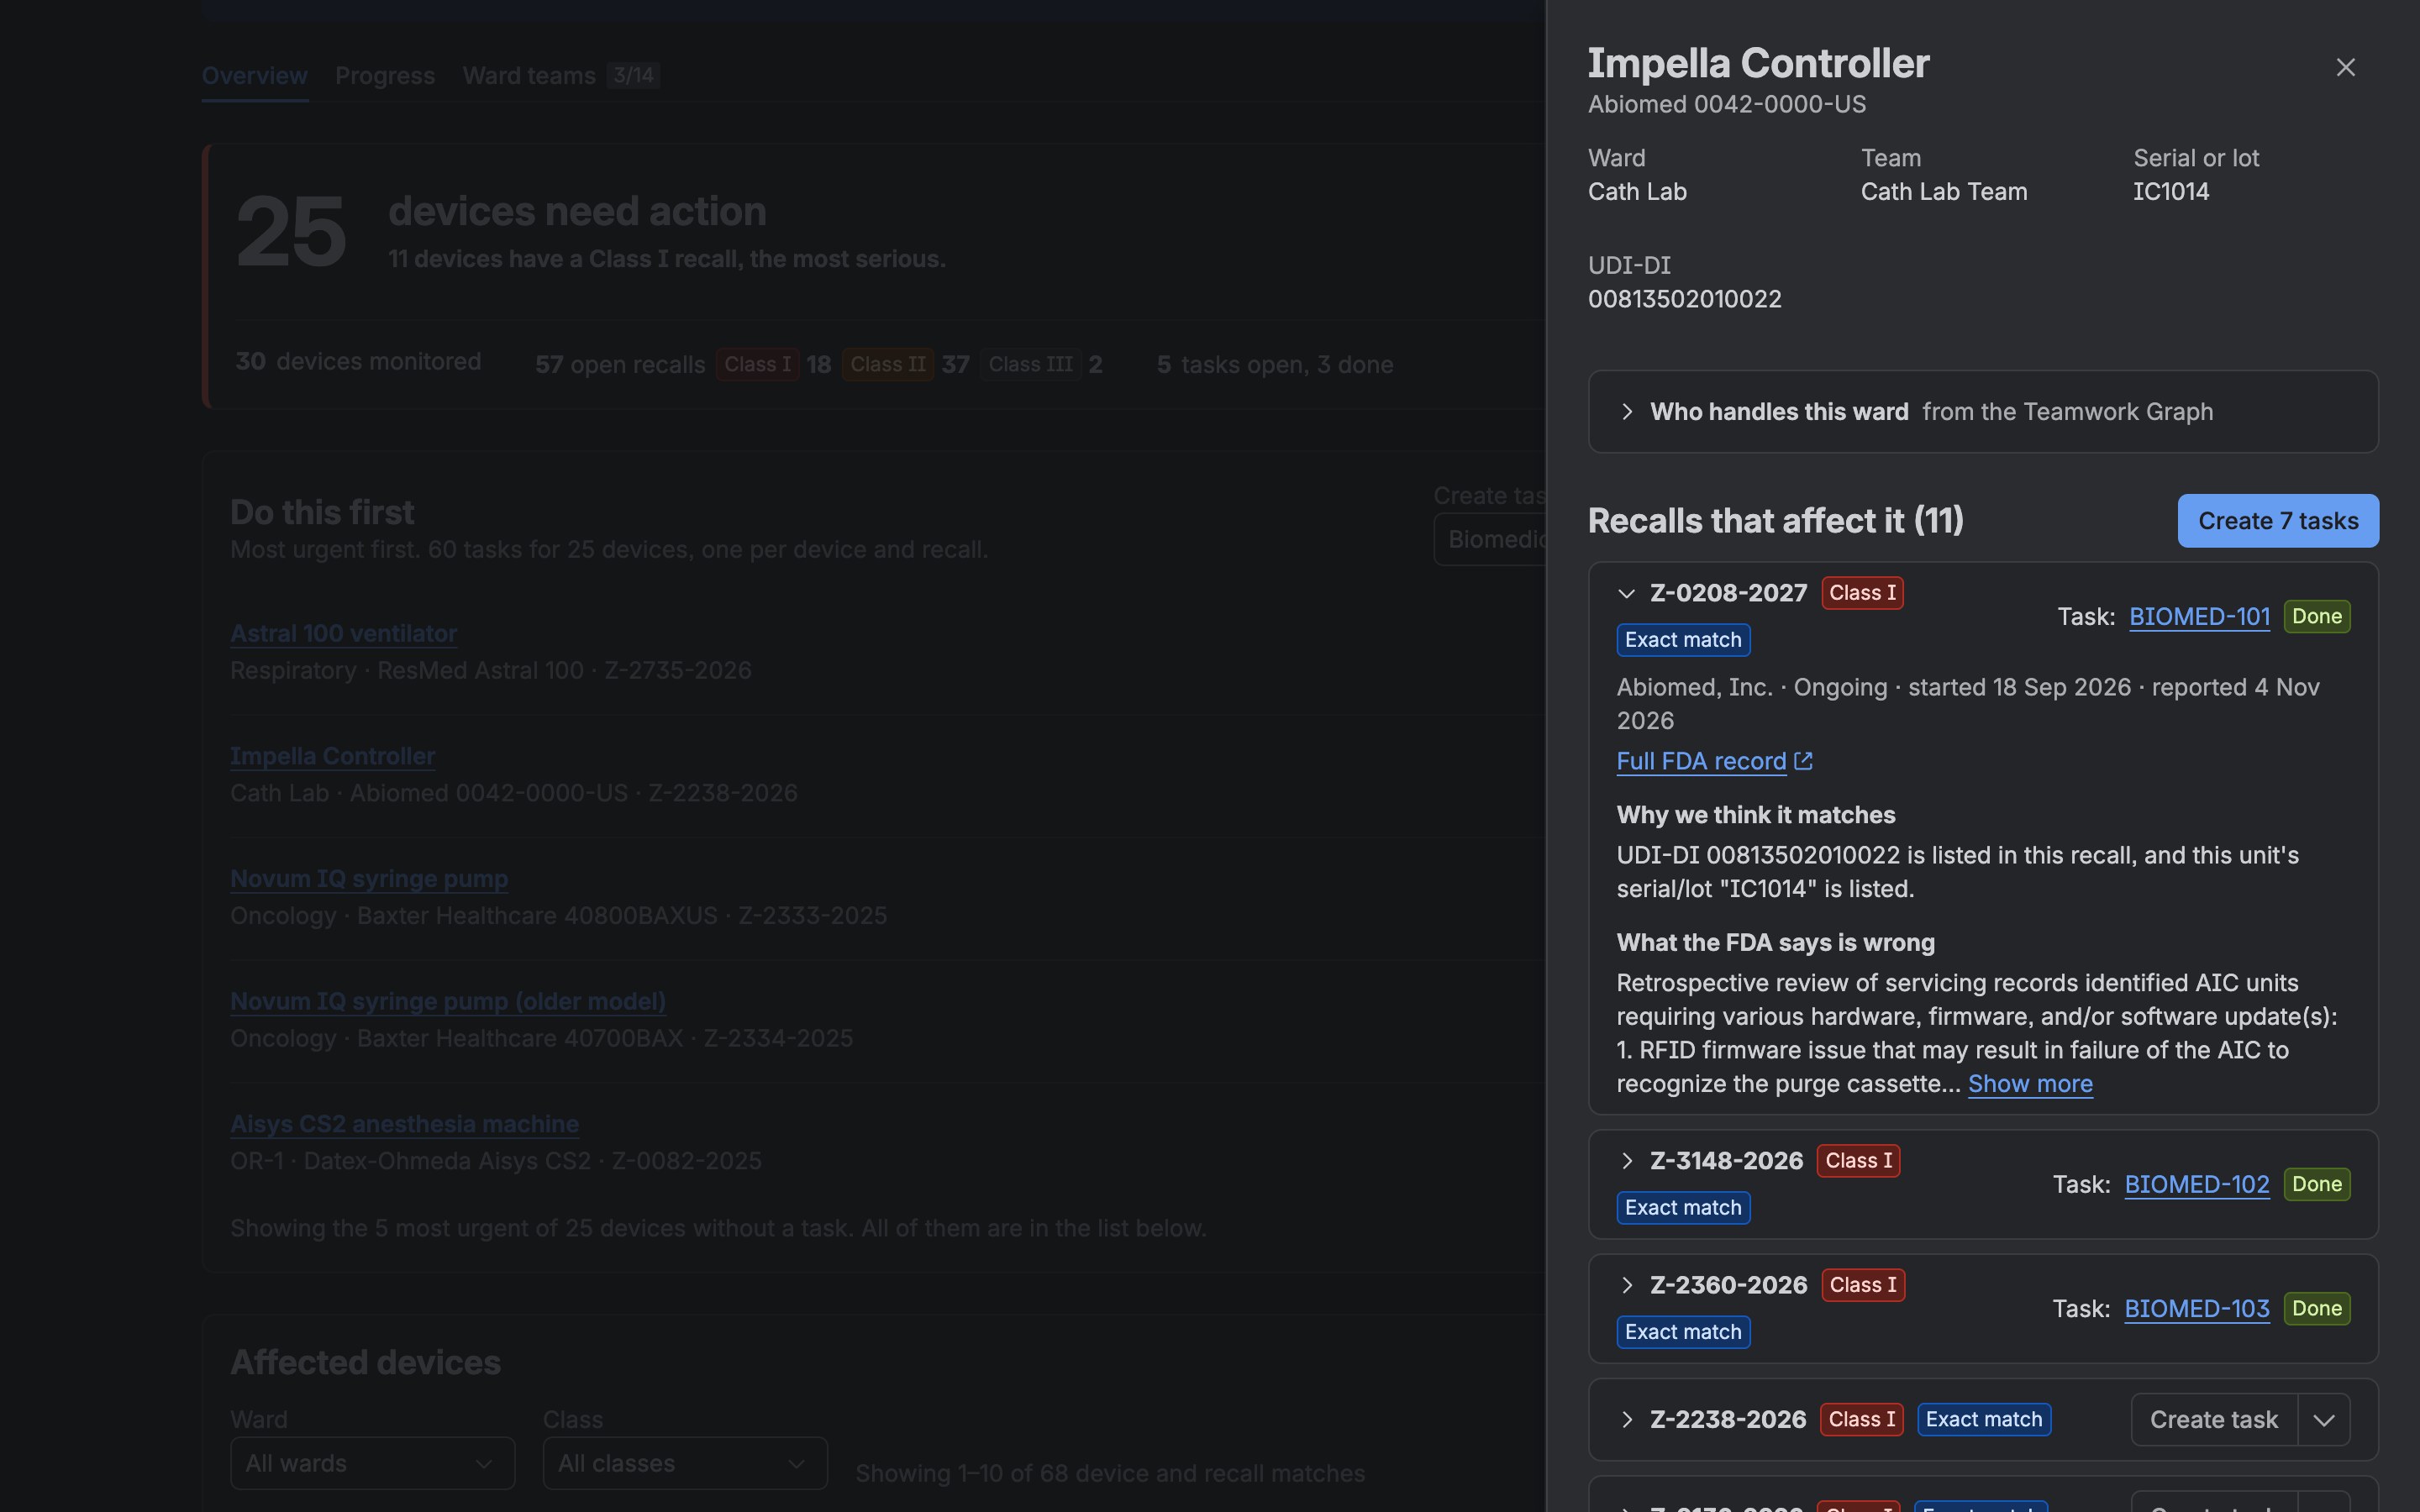 Overview Progress Ward teams 3/14
25 devices need action
11 devices have a Class I recall, the most serious.
30 devices monitored 57 open recalls Class I 18 Class II 37 Class III 2 5 tasks open, 3 done
Do this first
Most urgent first. 60 tasks for 25 devices, one per device and recall.
Create tas
Biomedic
Astral 100 ventilator
Respiratory · ResMed Astral 100 · Z-2735-2026
Impella Controller
Cath Lab · Abiomed 0042-0000-US · Z-2238-2026
Novum IQ syringe pump
Oncology · Baxter Healthcare 40800BAXUS · Z-2333-2025
Novum IQ syringe pump (older model)
Oncology · Baxter Healthcare 40700BAX · Z-2334-2025
Aisys CS2 anesthesia machine
OR-1 · Datex-Ohmeda Aisys CS2 · Z-0082-2025
Showing the 5 most urgent of 25 devices without a task. All of them are in the list below.
Affected devices
Ward Class
All wards All classes Showing 1–10 of 68 device and recall matches
Impella Controller
Abiomed 0042-0000-US
Ward Team Serial or lot
Cath Lab Cath Lab Team IC1014
UDI-DI
00813502010022
Who handles this ward from the Teamwork Graph
Recalls that affect it (11) Create 7 tasks
Z-0208-2027 Class I
Task: BIOMED-101 Done
Exact match
Abiomed, Inc. · Ongoing · started 18 Sep 2026 · reported 4 Nov
2026
Full FDA record
Why we think it matches
UDI-DI 00813502010022 is listed in this recall, and this unit's
serial/lot "IC1014" is listed.
What the FDA says is wrong
Retrospective review of servicing records identified AIC units
requiring various hardware, firmware, and/or software update(s):
1. RFID firmware issue that may result in failure of the AIC to
recognize the purge cassette... Show more
Z-3148-2026 Class I
Task: BIOMED-102 Done
Exact match
Z-2360-2026 Class I
Task: BIOMED-103 Done
Exact match
Z-2238-2026 Class I Exact match Create task